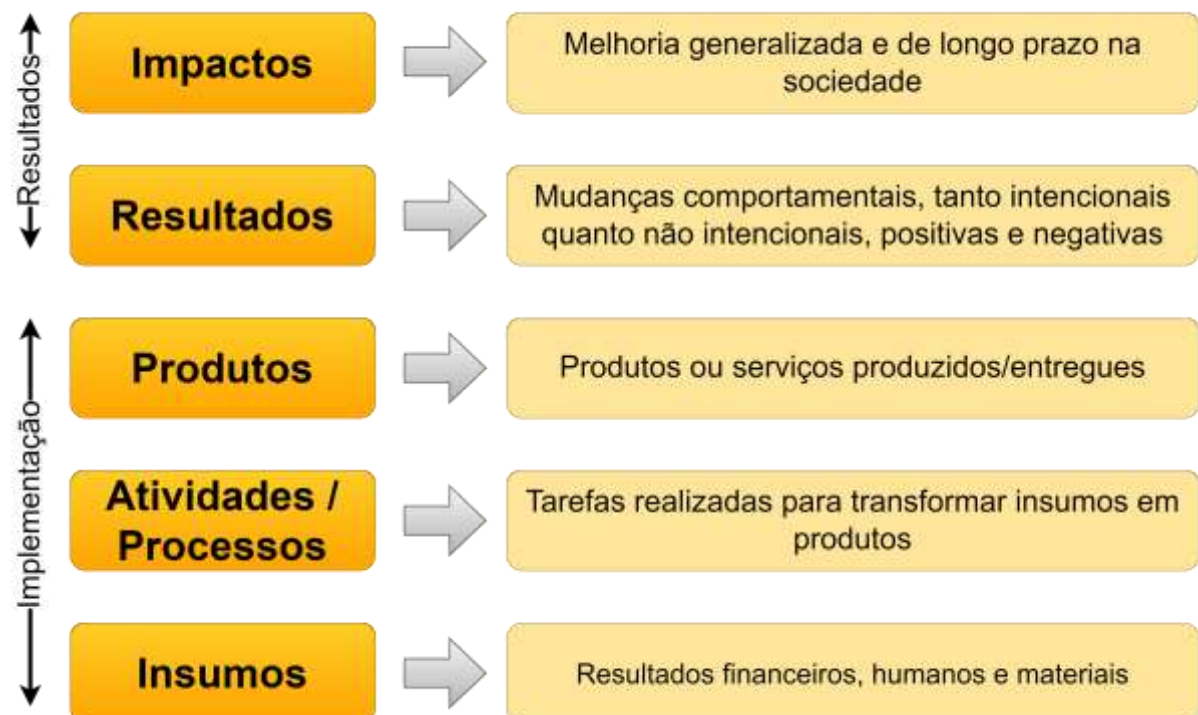 Resultados
Impactos
Melhoria generalizada e de longo prazo na
sociedade
Resultados
Mudanças comportamentais, tanto intencionais
quanto não intencionais, positivas e negativas
Implementação
Produtos
Produtos ou serviços produzidos/entregues
Atividades /
Processos
Tarefas realizadas para transformar insumos em
produtos
Insumos
Resultados financeiros, humanos e materiais